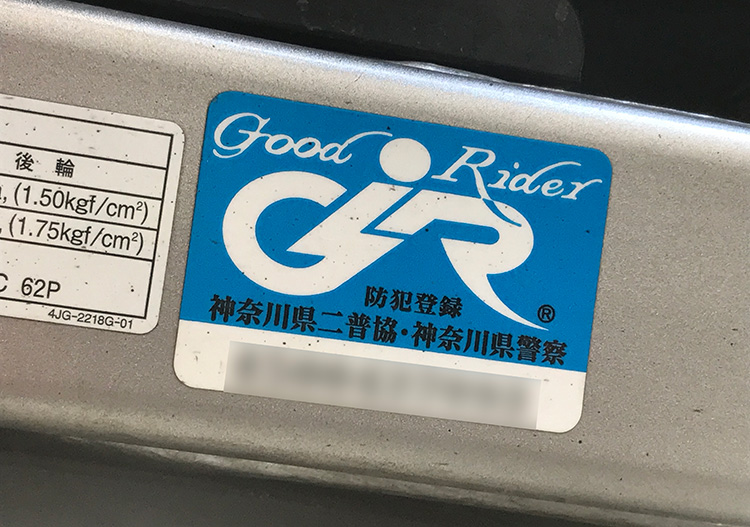 後輪
, (1.50kgf/cm²)
, (1.75kgf/cm²)
C 62P
4JG-2218G-01
Good Rider
GR
®
防犯登録
神奈川県二普協・神奈川県警察